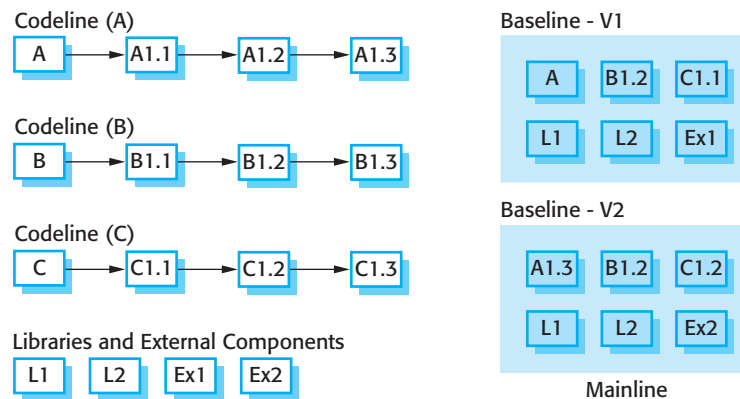 Codeline (A)
A A1.1 A1.2 A1.3
Codeline (B)
B B1.1 B1.2 B1.3
Codeline (C)
C C1.1 C1.2 C1.3
Libraries and External Components
L1 L2 Ex1 Ex2
Baseline - V1
A B1.2 C1.1
L1 L2 Ex1
Baseline - V2
A1.3 B1.2 C1.2
L1 L2 Ex2
Mainline